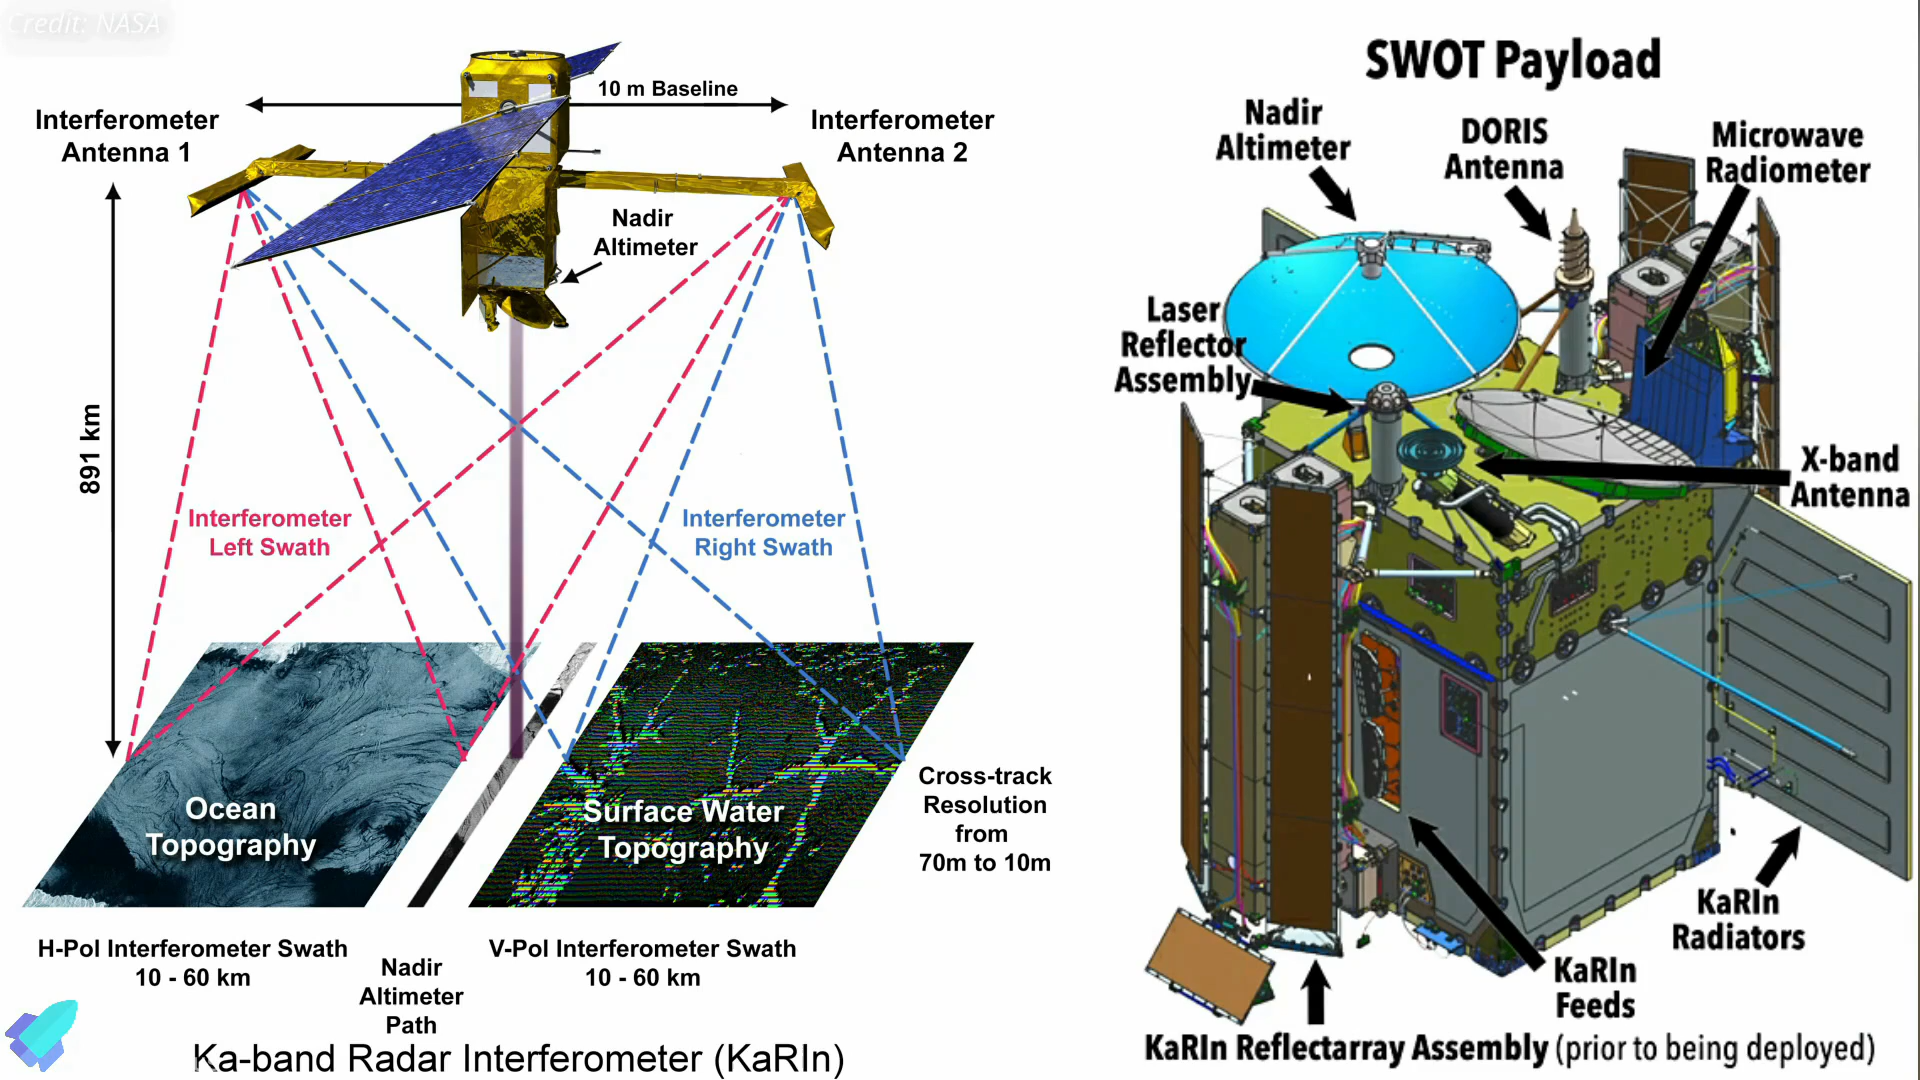 Credit: NASA
10 m Baseline
Interferometer
Antenna 1
Interferometer
Antenna 2
Nadir
Altimeter
891 km
Interferometer
Left Swath
Interferometer
Right Swath
Ocean
Topography
Surface Water
Topography
Cross-track
Resolution
from
70m to 10m
H-Pol Interferometer Swath
10 - 60 km
Nadir
Altimeter
Path
V-Pol Interferometer Swath
10 - 60 km
Ka-band Radar Interferometer (KaRIn)
SWOT Payload
Nadir
Altimeter
DORIS
Antenna
Microwave
Radiometer
Laser
Reflector
Assembly
X-band
Antenna
KaRIn
Radiators
KaRIn
Feeds
KaRIn Reflectarray Assembly (prior to being deployed)